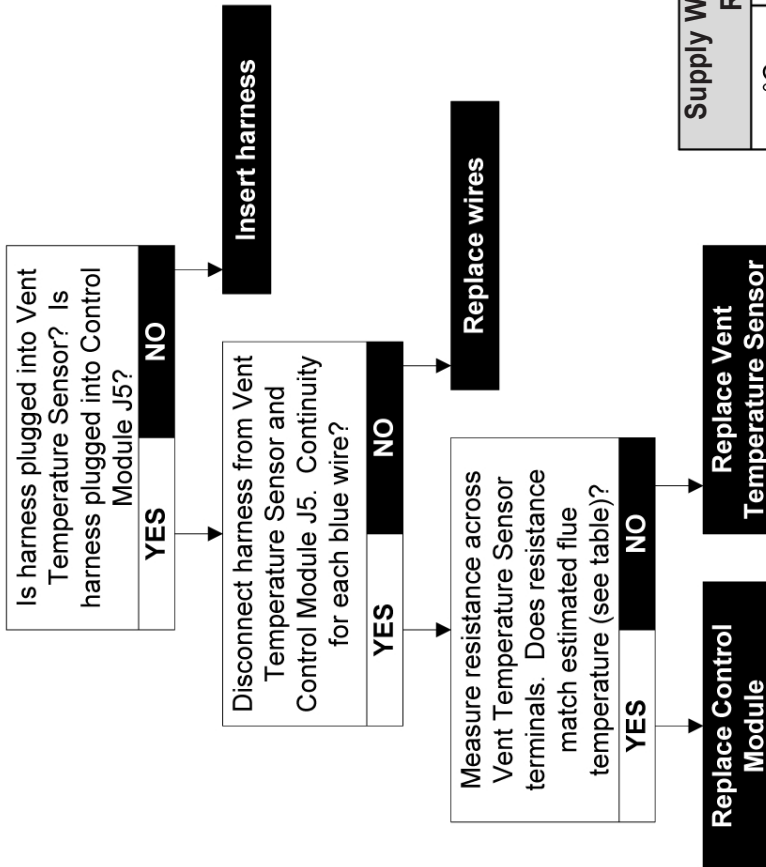 Is harness plugged into Vent
Temperature Sensor? Is
harness plugged into Control
Module J5?
YES
NO
Insert harness
Disconnect harness from Vent
Temperature Sensor and
Control Module J5. Continuity
for each blue wire?
YES
NO
Replace wires
Measure resistance across
Vent Temperature Sensor
terminals. Does resistance
match estimated flue
temperature (see table)?
YES
NO
Replace Control
Module
Replace Vent
Temperature Sensor
Supply W
R